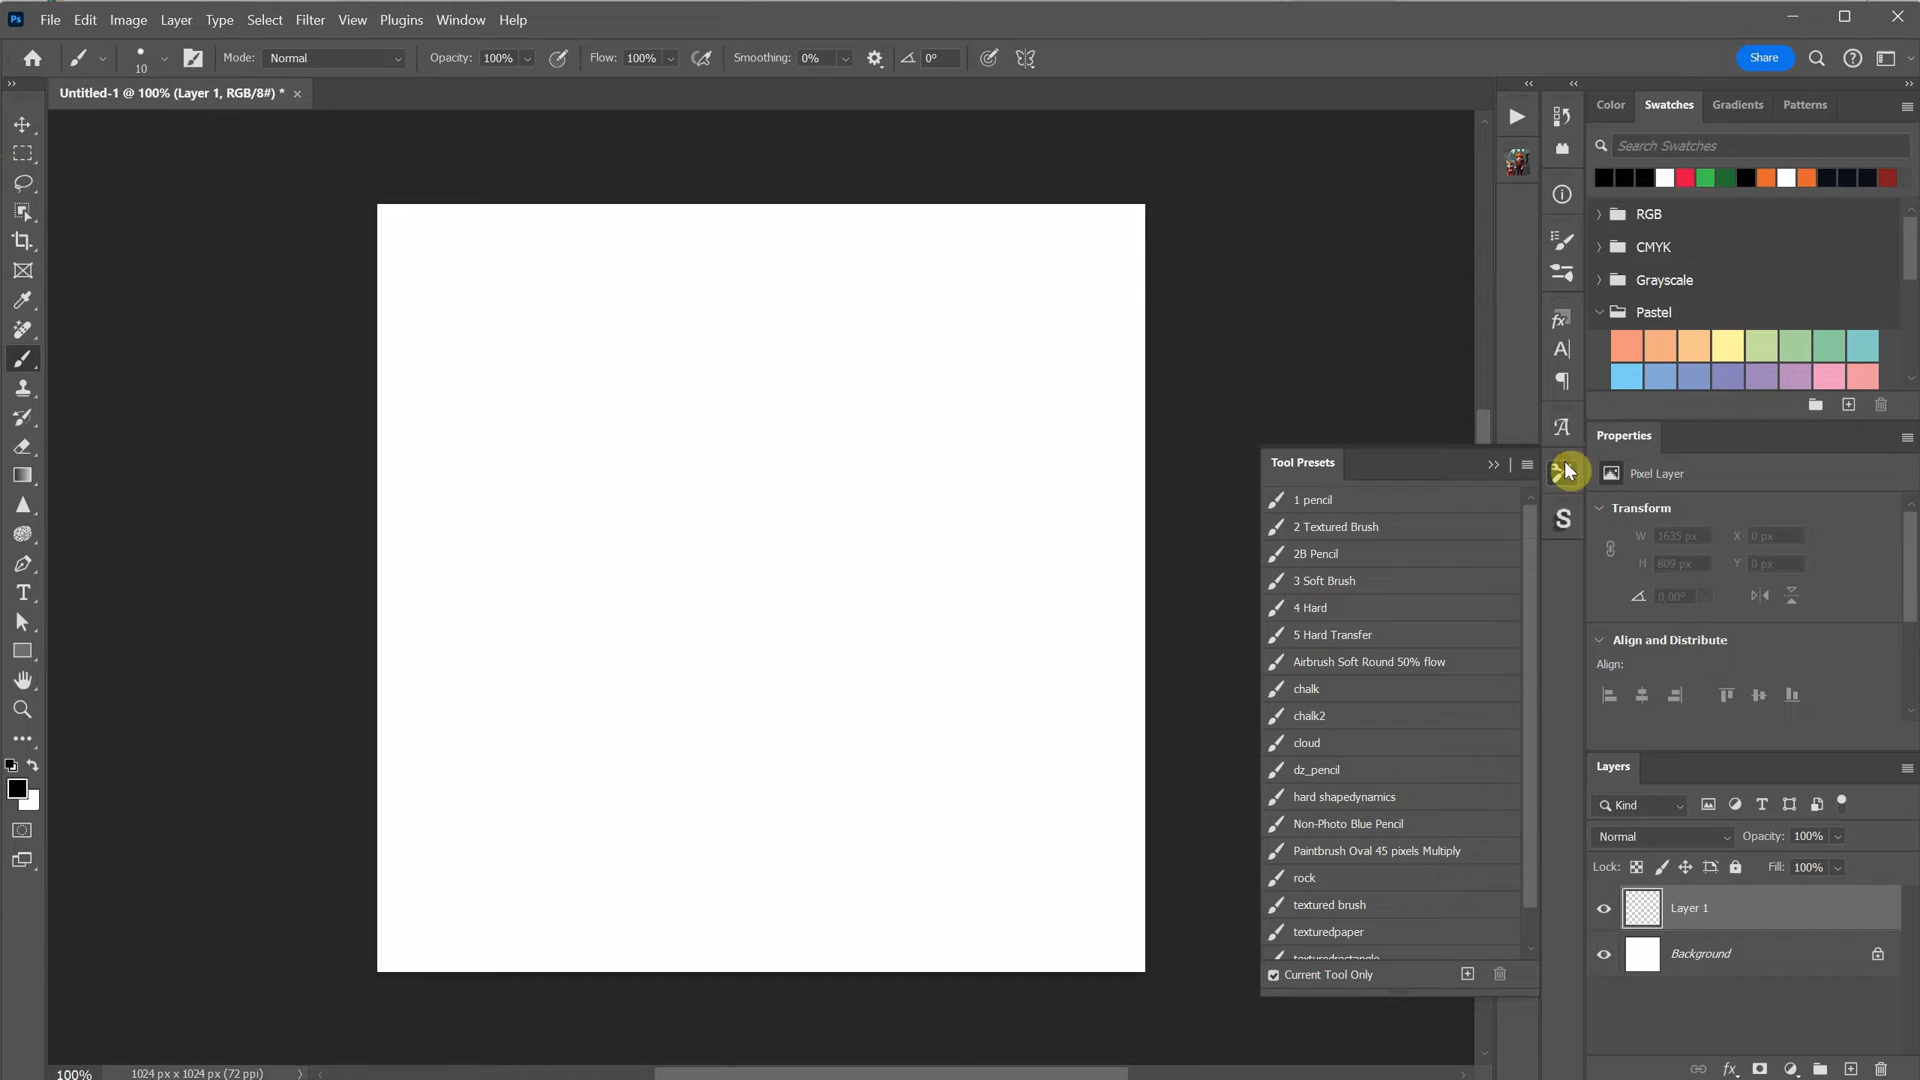 Ps File Edit Image Layer Type Select Filter View Plugins Window Help
10 Mode: Normal Opacity: 100% Flow: 100% Smoothing: 0% 0° Share
Untitled-1 @ 100% (Layer 1, RGB/8#) *
Color Swatches Gradients Patterns
Search Swatches
RGB
CMYK
Grayscale
Pastel
Properties
Pixel Layer
Transform
W 1635 px X 0 px
H 809 px Y 0 px
0,00°
Align and Distribute
Align:
Tool Presets
1 pencil
2 Textured Brush
2B Pencil
3 Soft Brush
4 Hard
5 Hard Transfer
Airbrush Soft Round 50% flow
chalk
chalk2
cloud
dz_pencil
hard shapedynamics
Non-Photo Blue Pencil
Paintbrush Oval 45 pixels Multiply
rock
textured brush
texturedpaper
Current Tool Only
Layers
Kind
Normal Opacity: 100%
Lock: Fill: 100%
Layer 1
Background
100% 1024 px x 1024 px (72 ppi)